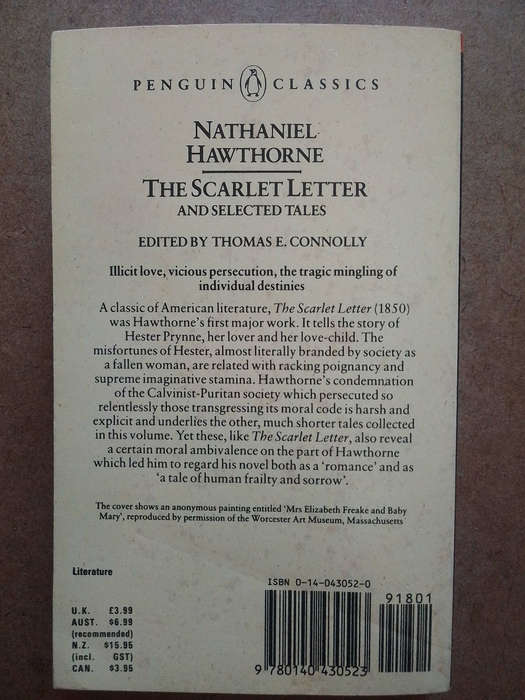 PENGUIN CLASSICS
NATHANIEL
HAWTHORNE
THE SCARLET LETTER
AND SELECTED TALES
EDITED BY THOMAS E. CONNOLLY
Illicit love, vicious persecution, the tragic mingling of
individual destinies
A classic of American literature, The Scarlet Letter (1850)
was Hawthorne's first major work. It tells the story of
Hester Prynne, her lover and her love-child. The
misfortunes of Hester, almost literally branded by society as
a fallen woman, are related with racking poignancy and
supreme imaginative stamina. Hawthorne's condemnation
of the Calvinist-Puritan society which persecuted so
relentlessly those transgressing its moral code is harsh and
explicit and underlies the other, much shorter tales collected
in this volume. Yet these, like The Scarlet Letter, also reveal
a certain moral ambivalence on the part of Hawthorne
which led him to regard his novel both as a 'romance' and as
'a tale of human frailty and sorrow'.
The cover shows an anonymous painting entitled 'Mrs Elizabeth Freake and Baby
Mary', reproduced by permission of the Worcester Art Museum, Massachusetts
Literature
U.K. £3.99
AUST. $6.99
(recommended)
N.Z. $15.95
(incl. GST)
CAN. $3.95
ISBN 0-14-043052-0
91801
9 780140 430523